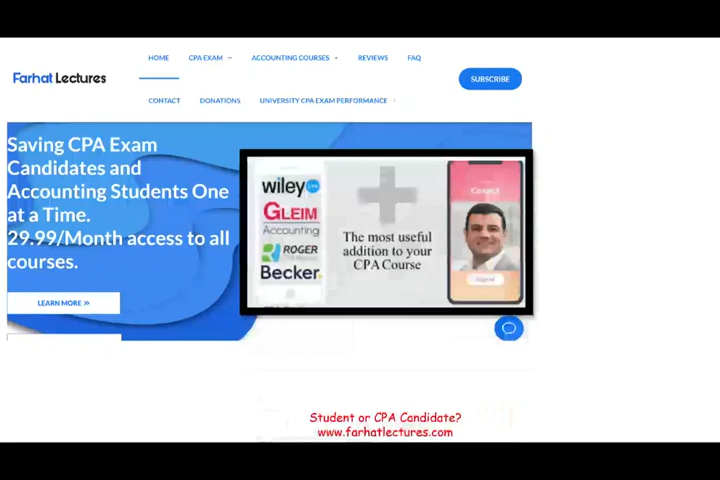 HOME
CPA EXAM
ACCOUNTING COURSES
REVIEWS
FAQ
Farhat Lectures
SUBSCRIBE
CONTACT
DONATIONS
UNIVERSITY CPA EXAM PERFORMANCE
Saving CPA Exam
Candidates and
Accounting Students One
at a Time.
29.99/Month access to all
courses.
LEARN MORE »
wiley CPA
GLEIM
Accounting
ROGER
Becker.
The most useful
addition to your
CPA Course
Student or CPA Candidate?
www.farhatlectures.com